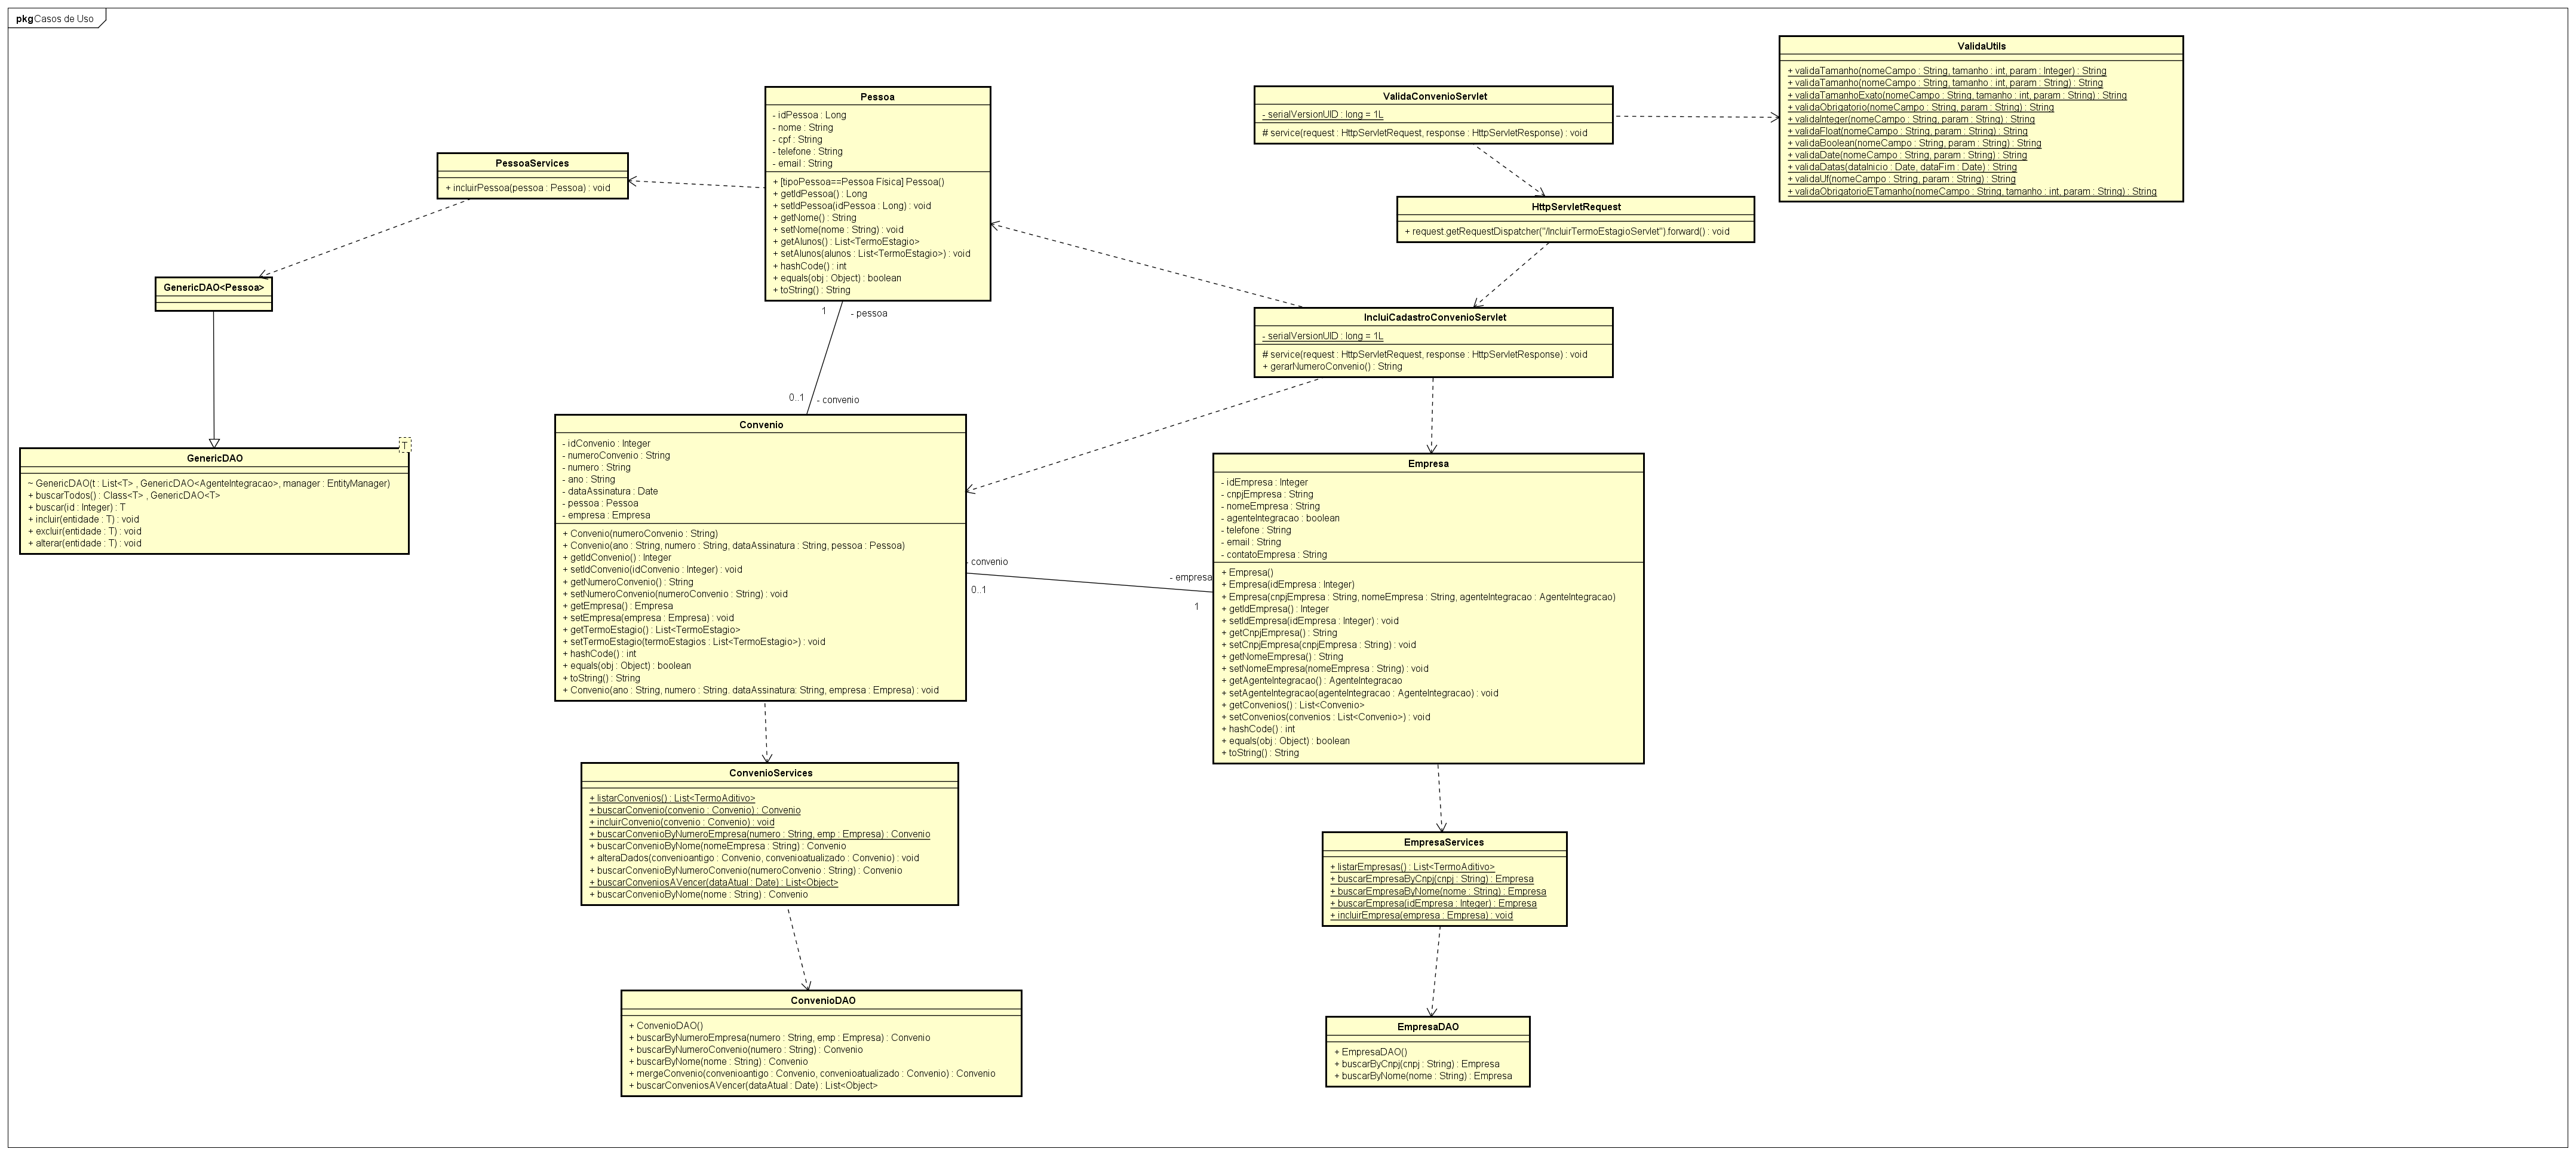 pkg Casos de Uso
ValidaUtils
+ validaTamanho(nomeCampo : String, tamanho : int, param : Integer) : String
+ validaTamanho(nomeCampo : String, tamanho : int, param : String) : String
+ validaTamanhoExato(nomeCampo : String, tamanho : int, param : String) : String
+ validaObrigatorio(nomeCampo : String, param : String) : String
+ validaInteger(nomeCampo : String, param : String) : String
+ validaFloat(nomeCampo : String, param : String) : String
+ validaBoolean(nomeCampo : String, param : String) : String
+ validaDate(nomeCampo : String, param : String) : String
+ validaDatas(dataInicio : Date, dataFim : Date) : String
+ validaUf(nomeCampo : String, param : String) : String
+ validaObrigatorioETamanho(nomeCampo : String, tamanho : int, param : String) : String
Pessoa
- idPessoa : Long
- nome : String
- cpf : String
- telefone : String
- email : String
+ [tipoPessoa==Pessoa Física] Pessoa()
+ getIdPessoa() : Long
+ setIdPessoa(idPessoa : Long) : void
+ getNome() : String
+ setNome(nome : String) : void
+ getAlunos() : List<TermoEstagio>
+ setAlunos(alunos : List<TermoEstagio>) : void
+ hashCode() : int
+ equals(obj : Object) : boolean
+ toString() : String
ValidaConvenioServlet
- serialVersionUID : long = 1L
# service(request : HttpServletRequest, response : HttpServletResponse) : void
PessoaServices
+ incluirPessoa(pessoa : Pessoa) : void
HttpServletRequest
+ request.getRequestDispatcher("/IncluirTermoEstagioServlet").forward() : void
GenericDAO<Pessoa>
IncluiCadastroConvenioServlet
- serialVersionUID : long = 1L
# service(request : HttpServletRequest, response : HttpServletResponse) : void
+ gerarNumeroConvenio() : String
1
- pessoa
0..1
- convenio
Convenio
- idConvenio : Integer
- numeroConvenio : String
- numero : String
- ano : String
- dataAssinatura : Date
- pessoa : Pessoa
- empresa : Empresa
+ Convenio(numeroConvenio : String)
+ Convenio(ano : String, numero : String, dataAssinatura : String, pessoa : Pessoa)
+ getIdConvenio() : Integer
+ setIdConvenio(idConvenio : Integer) : void
+ getNumeroConvenio() : String
+ setNumeroConvenio(numeroConvenio : String) : void
+ getEmpresa() : Empresa
+ setEmpresa(empresa : Empresa) : void
+ getTermoEstagio() : List<TermoEstagio>
+ setTermoEstagio(termoEstagios : List<TermoEstagio>) : void
+ hashCode() : int
+ equals(obj : Object) : boolean
+ toString() : String
+ Convenio(ano : String, numero : String. dataAssinatura: String, empresa : Empresa) : void
T
GenericDAO
~ GenericDAO(t : List<T> , GenericDAO<AgenteIntegracao>, manager : EntityManager)
+ buscarTodos() : Class<T> , GenericDAO<T>
+ buscar(id : Integer) : T
+ incluir(entidade : T) : void
+ excluir(entidade : T) : void
+ alterar(entidade : T) : void
Empresa
- idEmpresa : Integer
- cnpjEmpresa : String
- nomeEmpresa : String
- agenteIntegracao : boolean
- telefone : String
- email : String
- contatoEmpresa : String
+ Empresa()
+ Empresa(idEmpresa : Integer)
+ Empresa(cnpjEmpresa : String, nomeEmpresa : String, agenteIntegracao : AgenteIntegracao)
+ getIdEmpresa() : Integer
+ setIdEmpresa(idEmpresa : Integer) : void
+ getCnpjEmpresa() : String
+ setCnpjEmpresa(cnpjEmpresa : String) : void
+ getNomeEmpresa() : String
+ setNomeEmpresa(nomeEmpresa : String) : void
+ getAgenteIntegracao() : AgenteIntegracao
+ setAgenteIntegracao(agenteIntegracao : AgenteIntegracao) : void
+ getConvenios() : List<Convenio>
+ setConvenios(convenios : List<Convenio>) : void
+ hashCode() : int
+ equals(obj : Object) : boolean
+ toString() : String
- convenio
0..1
- empresa
1
ConvenioServices
+ listarConvenios() : List<TermoAditivo>
+ buscarConvenio(convenio : Convenio) : Convenio
+ incluirConvenio(convenio : Convenio) : void
+ buscarConvenioByNumeroEmpresa(numero : String, emp : Empresa) : Convenio
+ buscarConvenioByNome(nomeEmpresa : String) : Convenio
+ alteraDados(convenioantigo : Convenio, convenioatualizado : Convenio) : void
+ buscarConvenioByNumeroConvenio(numeroConvenio : String) : Convenio
+ buscarConveniosAVencer(dataAtual : Date) : List<Object>
+ buscarConvenioByNome(nome : String) : Convenio
EmpresaServices
+ listarEmpresas() : List<TermoAditivo>
+ buscarEmpresaByCnpj(cnpj : String) : Empresa
+ buscarEmpresaByNome(nome : String) : Empresa
+ buscarEmpresa(idEmpresa : Integer) : Empresa
+ incluirEmpresa(empresa : Empresa) : void
ConvenioDAO
+ ConvenioDAO()
+ buscarByNumeroEmpresa(numero : String, emp : Empresa) : Convenio
+ buscarByNumeroConvenio(numero : String) : Convenio
+ buscarByNome(nome : String) : Convenio
+ mergeConvenio(convenioantigo : Convenio, convenioatualizado : Convenio) : Convenio
+ buscarConveniosAVencer(dataAtual : Date) : List<Object>
EmpresaDAO
+ EmpresaDAO()
+ buscarByCnpj(cnpj : String) : Empresa
+ buscarByNome(nome : String) : Empresa